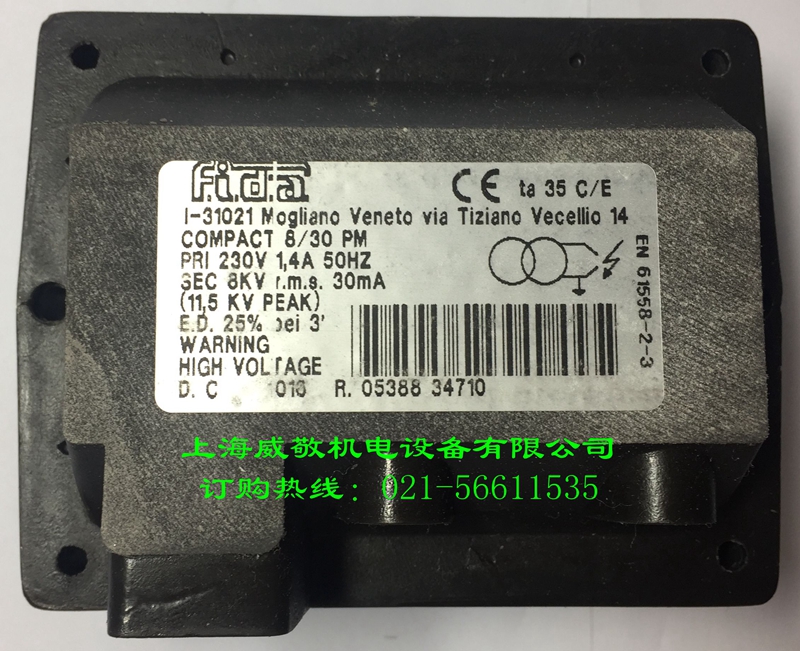 f.i.d.a
CE ta 35 C/E
I-31021 Mogliano Veneto via Tiziano Vecellio 14
COMPACT 8/30 PM
PRI 230V 1,4A 50HZ
SEC 8KV r.m.s. 30mA
(11,5 KV PEAK)
E.D. 25% bei 3'
WARNING
HIGH VOLTAGE
D. C R. 05388 34710
EN 61558-2-3
上海威敬机电设备有限公司
订购热线：021-56611535